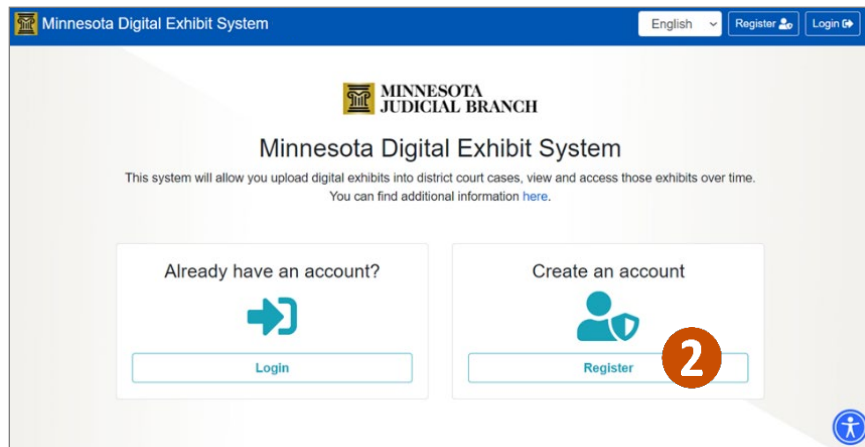 Minnesota Digital Exhibit System
English
Register
Login
MINNESOTA
JUDICIAL BRANCH
Minnesota Digital Exhibit System
This system will allow you upload digital exhibits into district court cases, view and access those exhibits over time.
You can find additional information here.
Already have an account?
Create an account
Login
Register
2